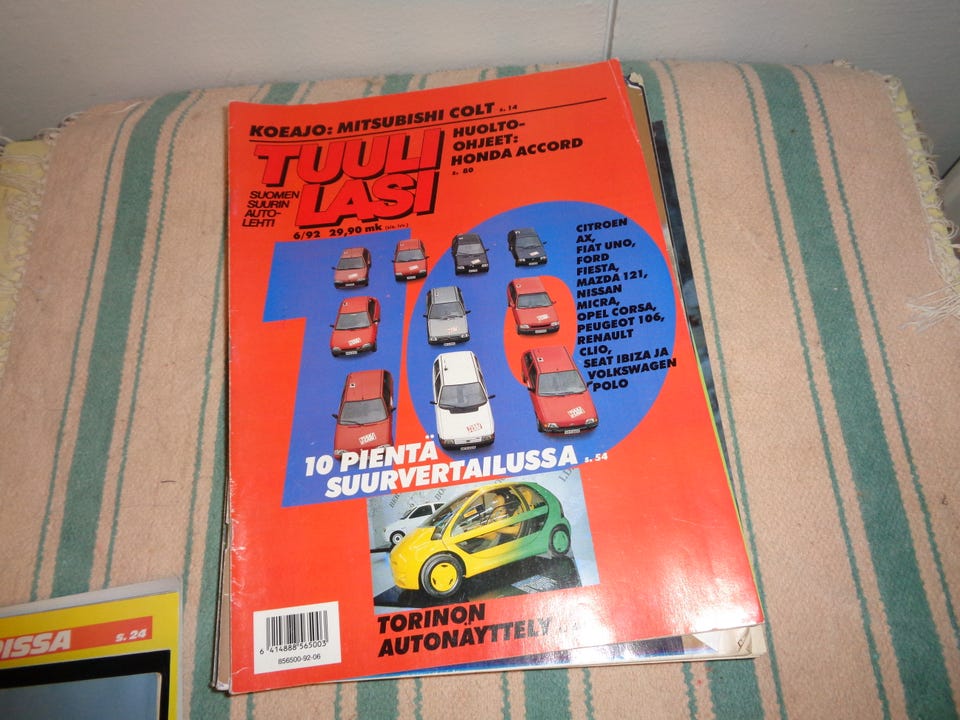 KOEAJO: MITSUBISHI COLT s. 14
TUULI
LASI
HUOLTO-
OHJEET:
HONDA ACCORD
s. 80
SUOMEN
SUURIN
AUTO-
LEHTI
6/92 29,90 mk
10
CITROEN
AX,
FIAT UNO,
FORD
FIESTA,
MAZDA 121,
NISSAN
MICRA,
OPEL CORSA,
PEUGEOT 106,
RENAULT
CLIO,
SEAT IBIZA JA
VOLKSWAGEN
POLO
10 PIENTÄ
SUURVERTAILUSSA s. 54
TORINON
AUTONÄYTTELY
6 414888 565003
856500-92-06
DISSA s. 24